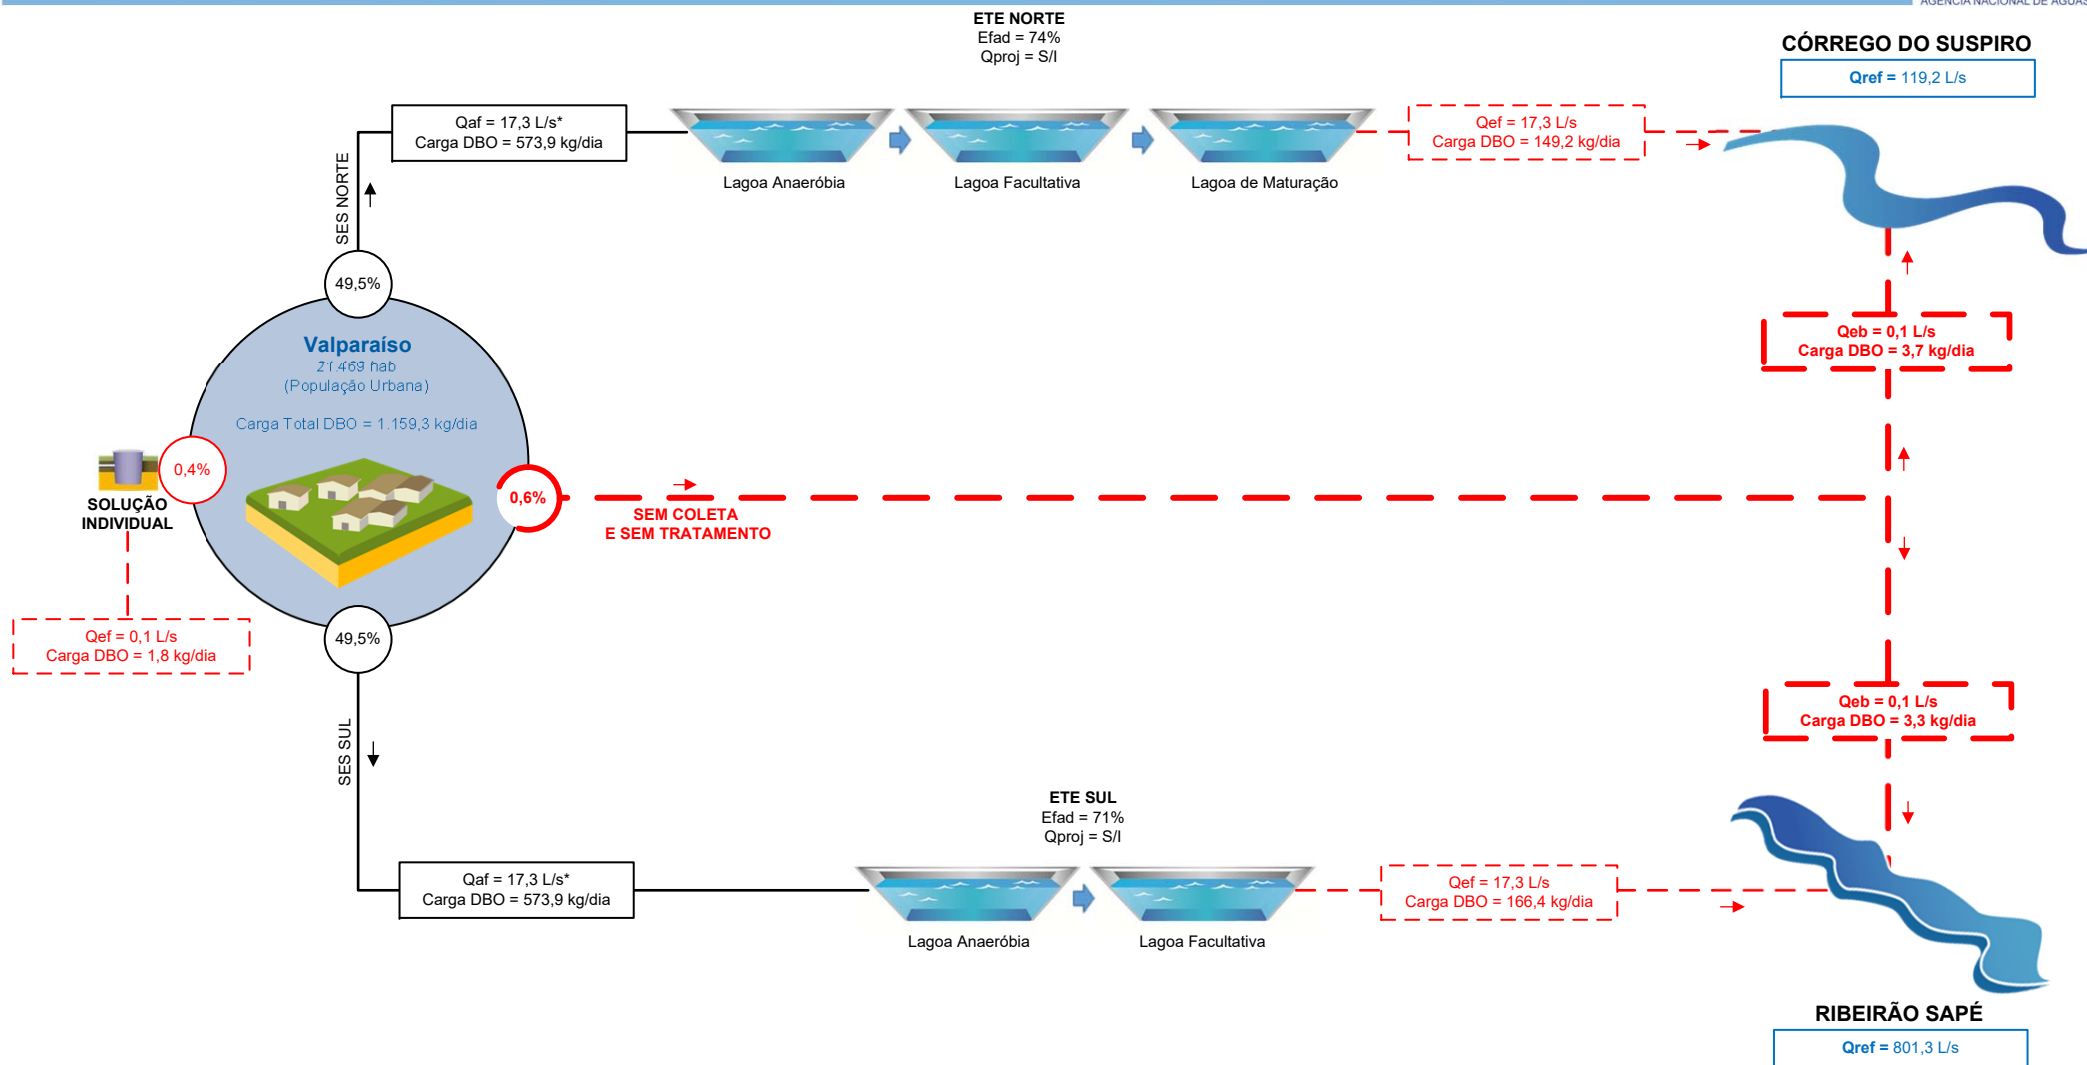 AGÊNCIA NACIONAL DE ÁGUAS
ETE NORTE
Efad = 74%
Qproj = S/I
CÓRREGO DO SUSPIRO
Qref = 119,2 L/s
Qaf = 17,3 L/s*
Carga DBO = 573,9 kg/dia
Qef = 17,3 L/s
Carga DBO = 149,2 kg/dia
Lagoa Anaeróbia
Lagoa Facultativa
Lagoa de Maturação
SES NORTE
49,5%
Valparaíso
21.469 hab
(População Urbana)
Carga Total DBO = 1.159,3 kg/dia
Qeb = 0,1 L/s
Carga DBO = 3,7 kg/dia
0,4%
SOLUÇÃO
INDIVIDUAL
0,6%
SEM COLETA
E SEM TRATAMENTO
Qef = 0,1 L/s
Carga DBO = 1,8 kg/dia
49,5%
SES SUL
Qeb = 0,1 L/s
Carga DBO = 3,3 kg/dia
ETE SUL
Efad = 71%
Qproj = S/I
Qaf = 17,3 L/s*
Carga DBO = 573,9 kg/dia
Qef = 17,3 L/s
Carga DBO = 166,4 kg/dia
Lagoa Anaeróbia
Lagoa Facultativa
RIBEIRÃO SAPÉ
Qref = 801,3 L/s